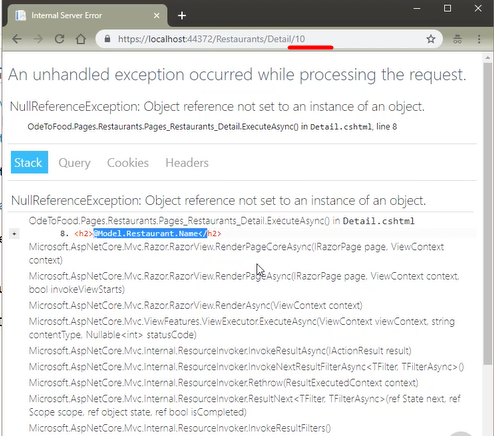 Internal Server Error
https://localhost:44372/Restaurants/Detail/10
An unhandled exception occurred while processing the request.
NullReferenceException: Object reference not set to an instance of an object.
OdeToFood.Pages.Restaurants.Pages_Restaurants_Detail.ExecuteAsync() in Detail.cshtml, line 8
Stack Query Cookies Headers
NullReferenceException: Object reference not set to an instance of an object.
OdeToFood.Pages.Restaurants.Pages_Restaurants_Detail.ExecuteAsync() in Detail.cshtml
+ 8. <h2>@Model.Restaurant.Name</h2>
Microsoft.AspNetCore.Mvc.Razor.RazorView.RenderPageCoreAsync(IRazorPage page, ViewContext
context)
Microsoft.AspNetCore.Mvc.Razor.RazorView.RenderPageAsync(IRazorPage page, ViewContext context,
bool invokeViewStarts)
Microsoft.AspNetCore.Mvc.Razor.RazorView.RenderAsync(ViewContext context)
Microsoft.AspNetCore.Mvc.ViewFeatures.ViewExecutor.ExecuteAsync(ViewContext viewContext, string
contentType, Nullable<int> statusCode)
Microsoft.AspNetCore.Mvc.Internal.ResourceInvoker.InvokeResultAsync(IActionResult result)
Microsoft.AspNetCore.Mvc.Internal.ResourceInvoker.InvokeNextResultFilterAsync<TFilter, TFilterAsync>()
Microsoft.AspNetCore.Mvc.Internal.ResourceInvoker.Rethrow(ResultExecutedContext context)
Microsoft.AspNetCore.Mvc.Internal.ResourceInvoker.ResultNext<TFilter, TFilterAsync>(ref State next, ref
Scope scope, ref object state, ref bool isCompleted)
Microsoft.AspNetCore.Mvc.Internal.ResourceInvoker.InvokeResultFilters()